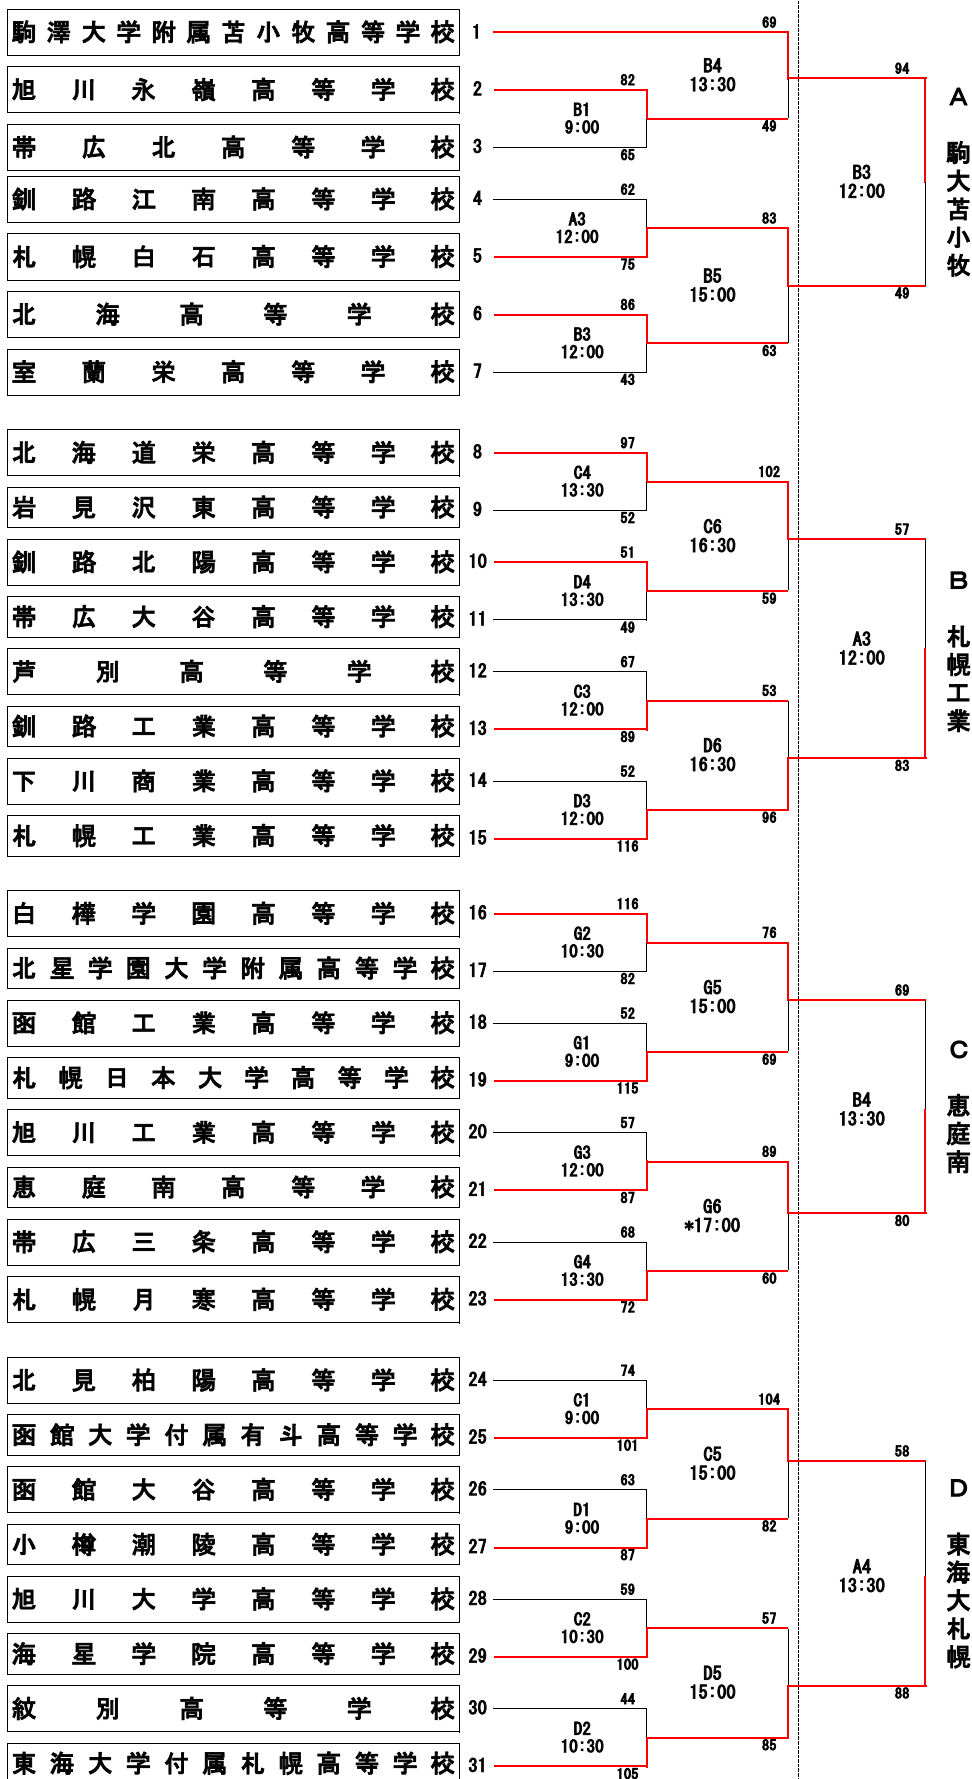 駒澤大学附属苫小牧高等学校 1
69
旭川永嶺高等学校 2
82
B4
13:30
94
B1
9:00
49
帯広北高等学校 3
65
釧路江南高等学校 4
62
A3
12:00
B3
12:00
83
札幌白石高等学校 5
75
B5
15:00
49
北海高等学校 6
86
B3
12:00
63
室蘭栄高等学校 7
43
A 駒大苫小牧
北海道栄高等学校 8
97
C4
13:30
102
岩見沢東高等学校 9
52
C6
16:30
57
釧路北陽高等学校 10
51
D4
13:30
59
帯広大谷高等学校 11
49
A3
12:00
芦別高等学校 12
67
C3
12:00
53
釧路工業高等学校 13
89
D6
16:30
83
下川商業高等学校 14
52
D3
12:00
96
札幌工業高等学校 15
116
B 札幌工業
白樺学園高等学校 16
116
G2
10:30
76
北星学園大学附属高等学校 17
82
G5
15:00
69
函館工業高等学校 18
52
G1
9:00
69
札幌日本大学高等学校 19
115
B4
13:30
旭川工業高等学校 20
57
G3
12:00
89
恵庭南高等学校 21
87
G6
*17:00
80
帯広三条高等学校 22
68
G4
13:30
60
札幌月寒高等学校 23
72
C 恵庭南
北見柏陽高等学校 24
74
C1
9:00
104
函館大学付属有斗高等学校 25
101
C5
15:00
58
函館大谷高等学校 26
63
D1
9:00
82
小樽潮陵高等学校 27
87
A4
13:30
旭川大学高等学校 28
59
C2
10:30
57
海星学院高等学校 29
100
D5
15:00
88
紋別高等学校 30
44
D2
10:30
85
東海大学付属札幌高等学校 31
105
D 東海大札幌